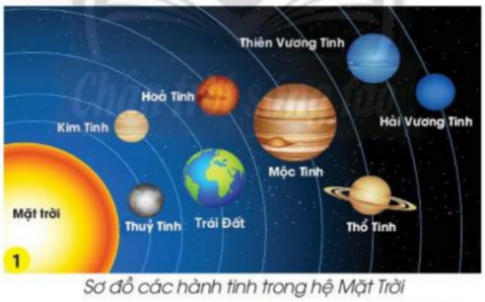 Thiên Vương Tinh
Hoả Tinh
Hải Vương Tinh
Kim Tinh
Mộc Tinh
Mặt trời
Thuỷ Tinh
Trái Đất
Thổ Tinh
1
Sơ đồ các hành tinh trong hệ Mặt Trời